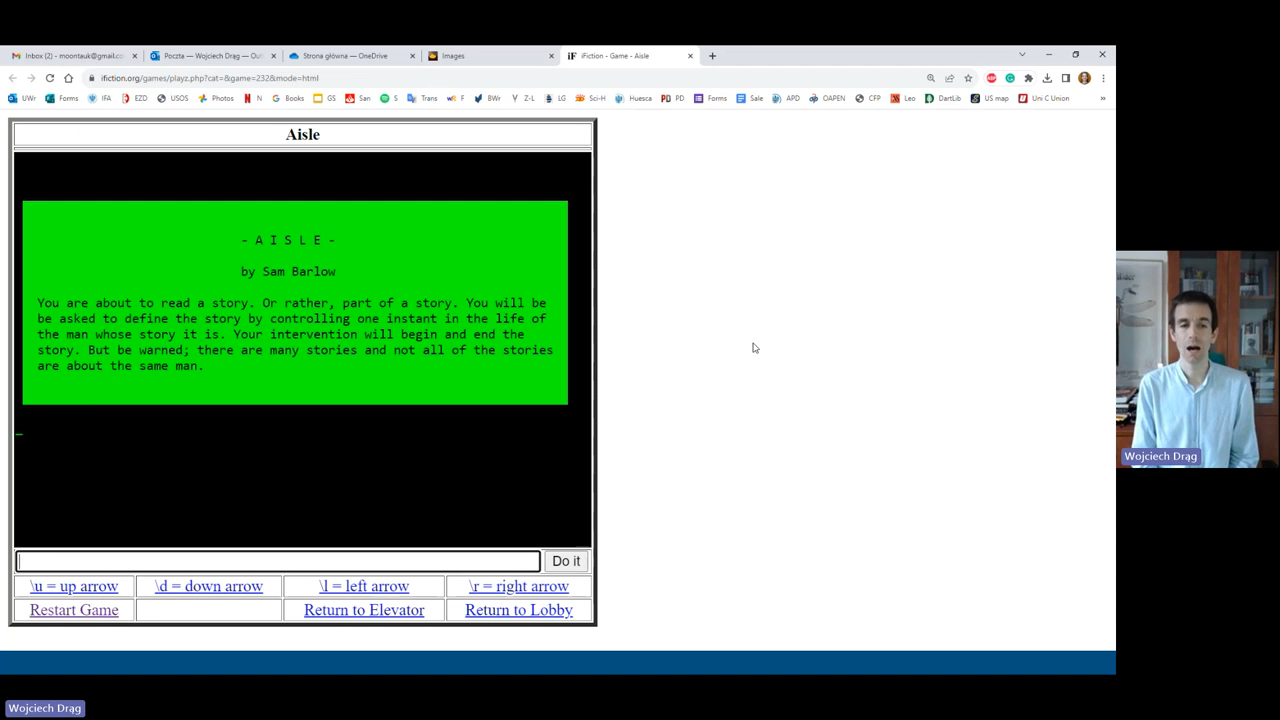 Inbox (2) - moontauk@gmail.co
Poczta — Wojciech Drąg — Out
Strona główna — OneDrive
Images
iF
iFiction - Game - Aisle
ifiction.org/games/playz.php?cat=&game=232&mode=html
UWr
Forms
IFA
EZD
USOS
Photos
N
Books
GS
San
Trans
F
BWr
Z-L
LG
Sci-H
Huesca
PD
Forms
Sale
APD
OAPEN
CFP
Leo
DartLib
US map
Uni C Union
Aisle
- A I S L E -
by Sam Barlow
You are about to read a story. Or rather, part of a story. You will be
be asked to define the story by controlling one instant in the life of
the man whose story it is. Your intervention will begin and end the
story. But be warned; there are many stories and not all of the stories
are about the same man.
Do it
\u = up arrow
\d = down arrow
\l = left arrow
\r = right arrow
Restart Game
Return to Elevator
Return to Lobby
Wojciech Drąg
Wojciech Drąg